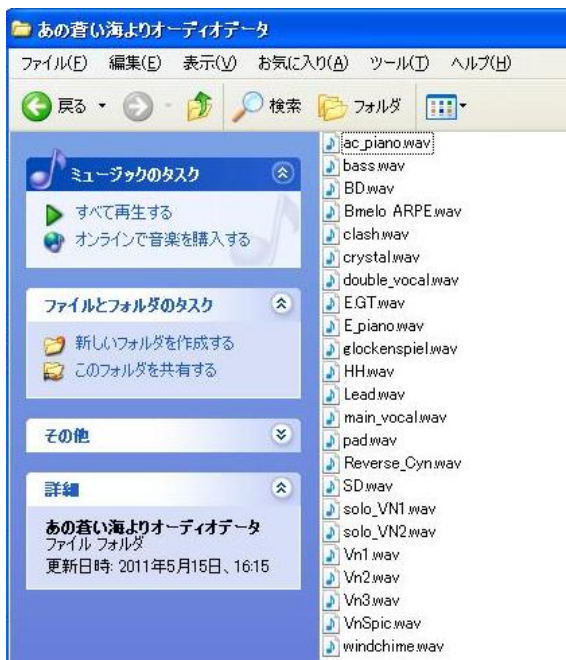 あの蒼い海よりオーディオデータ
ファイル(F) 編集(E) 表示(V) お気に入り(A) ツール(T) ヘルプ(H)
戻る 検索 フォルダ
ミュージックのタスク
すべて再生する
オンラインで音楽を購入する
ファイルとフォルダのタスク
新しいフォルダを作成する
このフォルダを共有する
その他
詳細
あの蒼い海よりオーディオデータ
ファイル フォルダ
更新日時: 2011年5月15日、16:15
ac_piano.wav
bass.wav
BD.wav
Bmelo ARPE.wav
clash.wav
crystal.wav
double_vocal.wav
E.GT.wav
E_piano.wav
glockenspiel.wav
HH.wav
Lead.wav
main_vocal.wav
pad.wav
Reverse_Cyn.wav
SD.wav
solo_VN1.wav
solo_VN2.wav
Vn1.wav
Vn2.wav
Vn3.wav
VnSpic.wav
windchime.wav